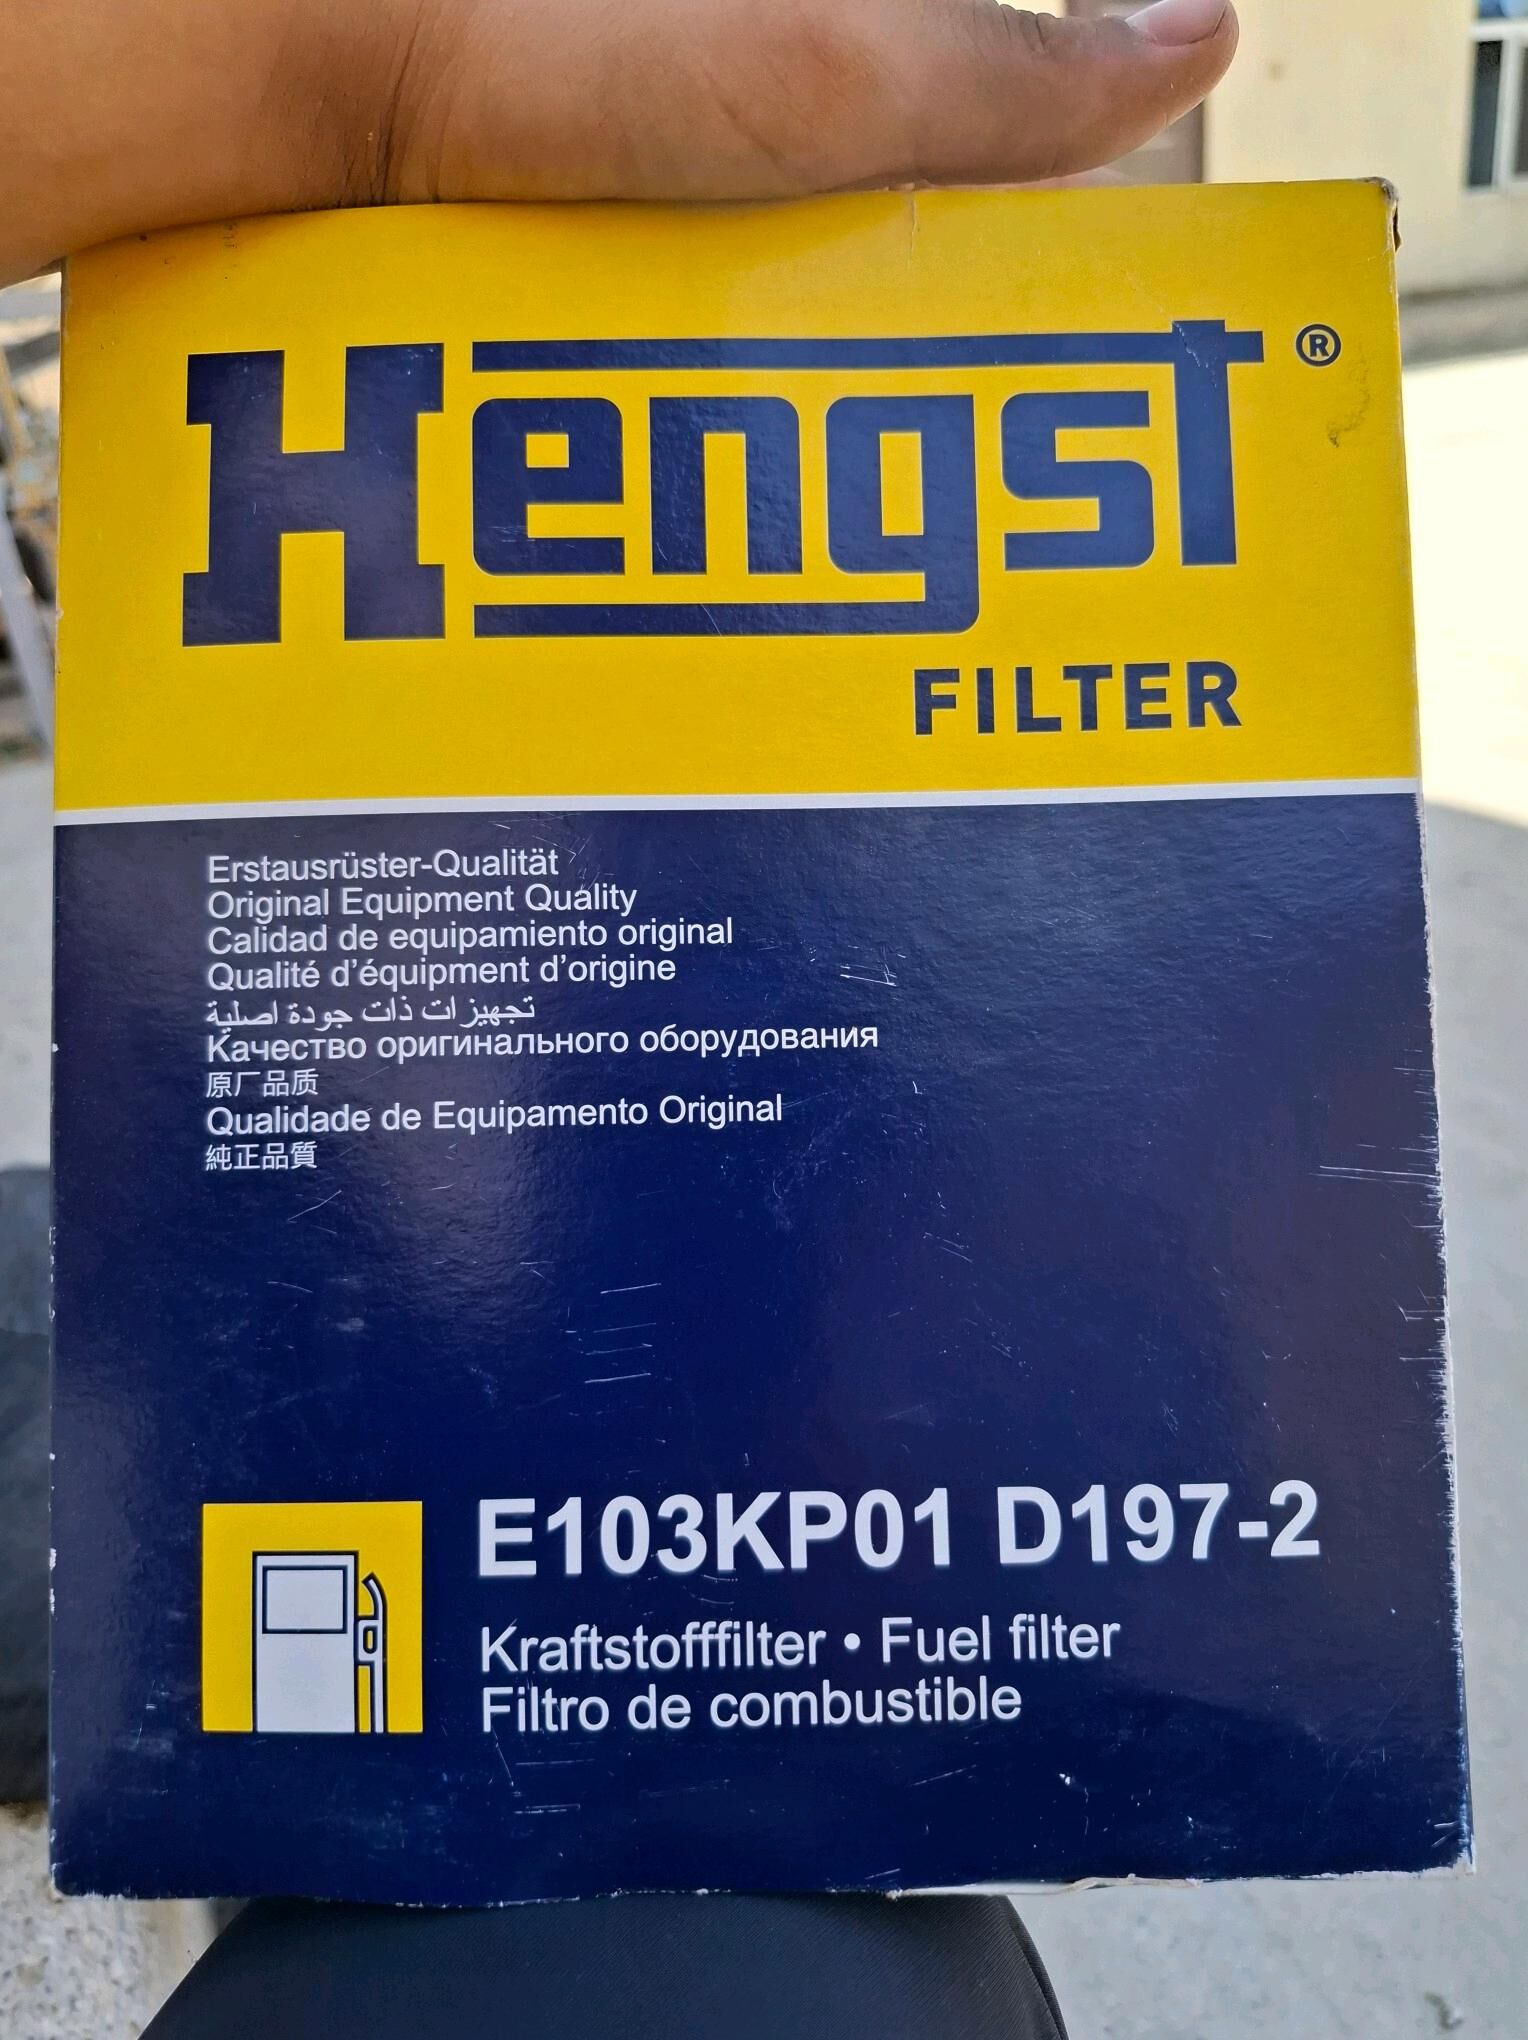 Hengst®
FILTER
Erstausrüster-Qualität
Original Equipment Quality
Calidad de equipamiento original
Qualité d'équipment d'origine
تجهيزات ذات جودة اصلية
Качество оригинального оборудования
原厂品质
Qualidade de Equipamento Original
純正品質
E103KP01 D197-2
Kraftstofffilter • Fuel filter
Filtro de combustible